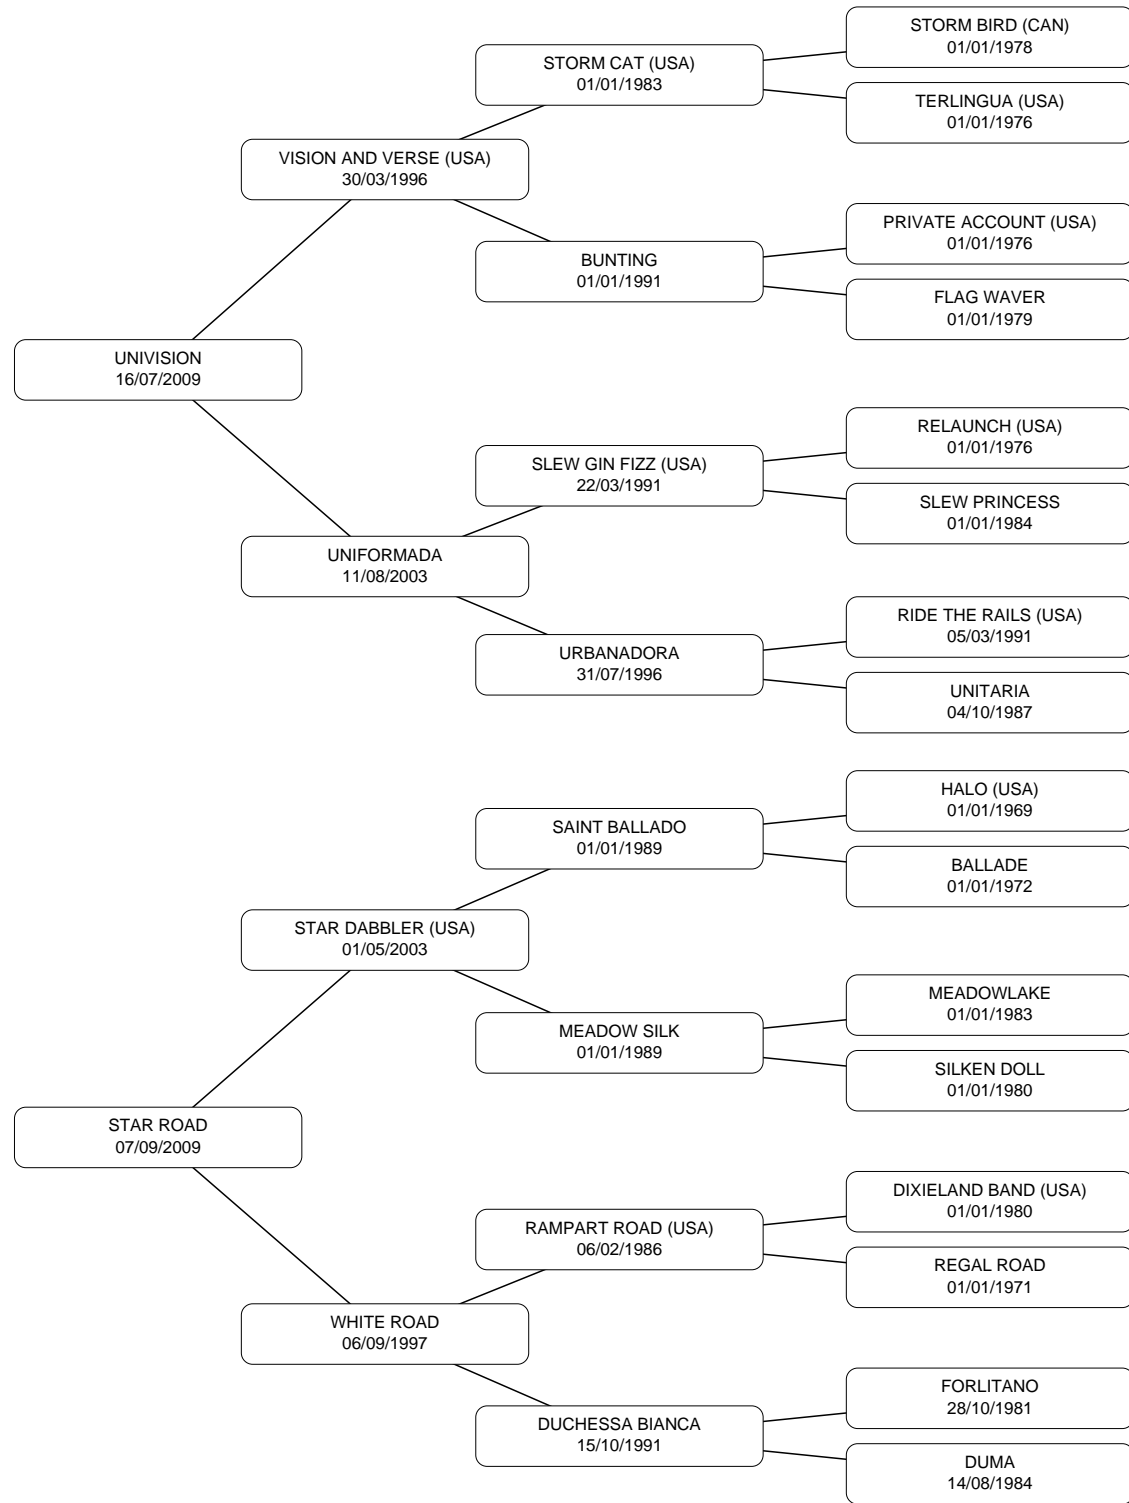 STORM BIRD (CAN)
01/01/1978
STORM CAT (USA)
01/01/1983
TERLINGUA (USA)
01/01/1976
VISION AND VERSE (USA)
30/03/1996
PRIVATE ACCOUNT (USA)
01/01/1976
BUNTING
01/01/1991
FLAG WAVER
01/01/1979
UNIVISION
16/07/2009
RELAUNCH (USA)
01/01/1976
SLEW GIN FIZZ (USA)
22/03/1991
SLEW PRINCESS
01/01/1984
UNIFORMADA
11/08/2003
RIDE THE RAILS (USA)
05/03/1991
URBANADORA
31/07/1996
UNITARIA
04/10/1987
HALO (USA)
01/01/1969
SAINT BALLADO
01/01/1989
BALLADE
01/01/1972
STAR DABBLER (USA)
01/05/2003
MEADOWLAKE
01/01/1983
MEADOW SILK
01/01/1989
SILKEN DOLL
01/01/1980
STAR ROAD
07/09/2009
DIXIELAND BAND (USA)
01/01/1980
RAMPART ROAD (USA)
06/02/1986
REGAL ROAD
01/01/1971
WHITE ROAD
06/09/1997
FORLITANO
28/10/1981
DUCHESSA BIANCA
15/10/1991
DUMA
14/08/1984